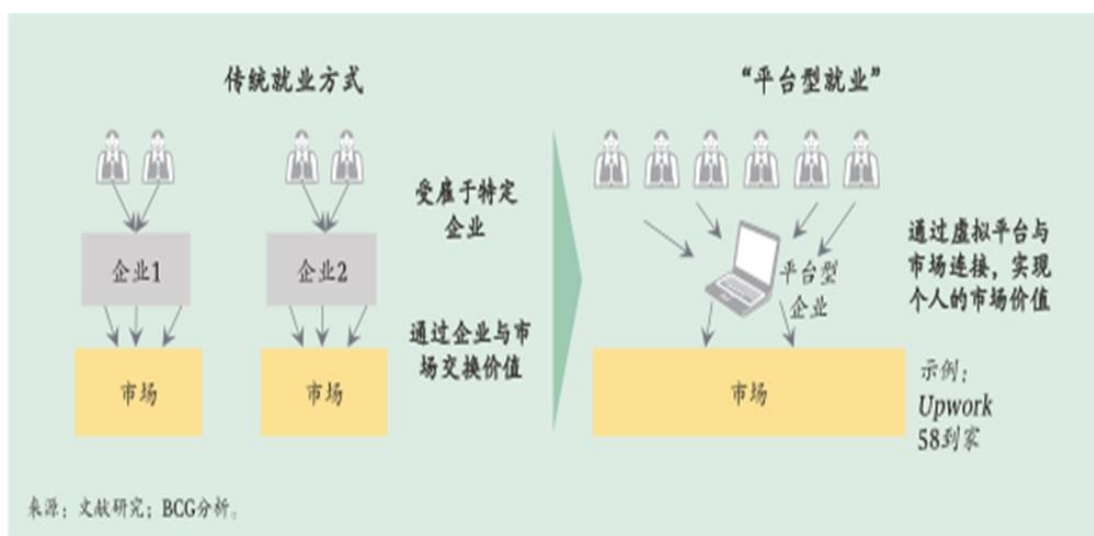 传统就业方式
“平台型就业”
受雇于特定
企业
企业1
企业2
通过企业与市
场交换价值
市场
市场
平台型
企业
通过虚拟平台与
市场连接，实现
个人的市场价值
市场
示例：
Upwork
58到家
来源：文献研究；BCG分析。